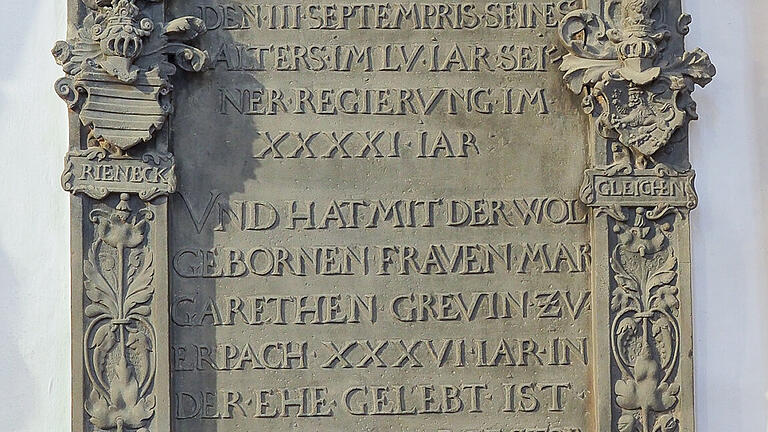 DEN·III·SEPTEMPRIS·SEINES
ALTERS·IM·LV·IAR·SEI
NER·REGIERVNG·IM
XXXXI·IAR
RIENECK
GLEICHEN
VND HAT MIT DER WOL
GEBORNEN FRAVEN MAR
GARETHEN·GREVIN·ZV
ERPACH·XXXVI·IAR·IN
DER·EHE·GELEBT·IST·